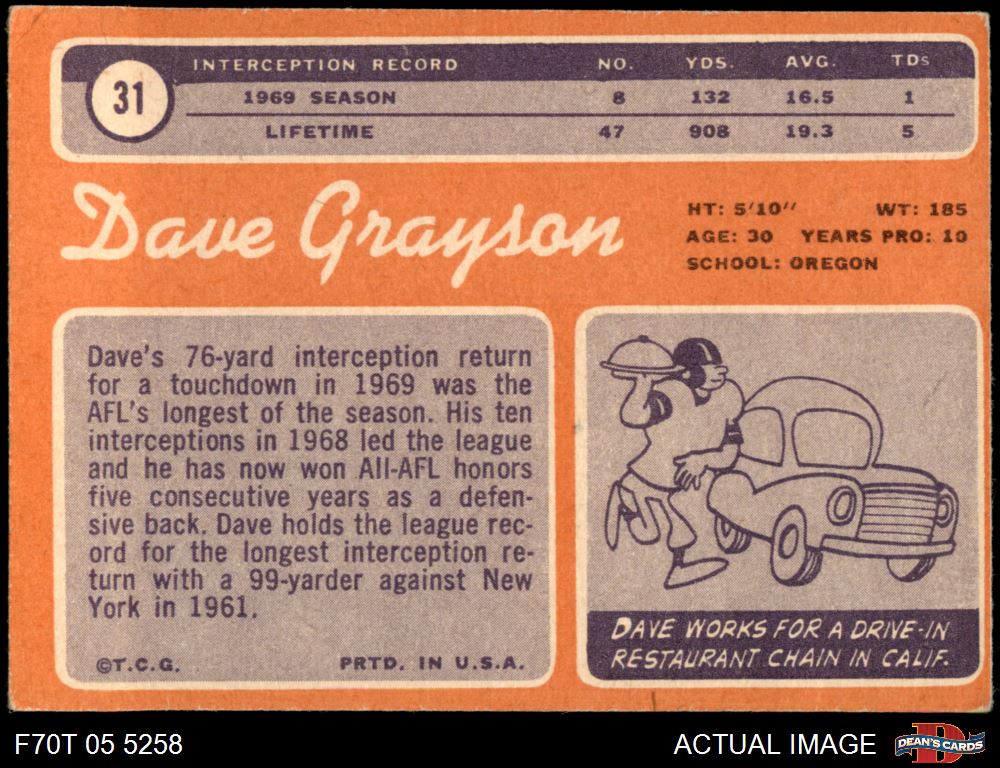 31
INTERCEPTION RECORD NO. YDS. AVG. TDs
1969 SEASON 8 132 16.5 1
LIFETIME 47 908 19.3 5
Dave Grayson
HT: 5'10" WT: 185
AGE: 30 YEARS PRO: 10
SCHOOL: OREGON
Dave's 76-yard interception return
for a touchdown in 1969 was the
AFL's longest of the season. His ten
interceptions in 1968 led the league
and he has now won All-AFL honors
five consecutive years as a defen-
sive back. Dave holds the league rec-
ord for the longest interception re-
turn with a 99-yarder against New
York in 1961.
©T.C.G. PRTD. IN U.S.A.
DAVE WORKS FOR A DRIVE-IN
RESTAURANT CHAIN IN CALIF.
F70T 05 5258 ACTUAL IMAGE D DEAN'S CARDS